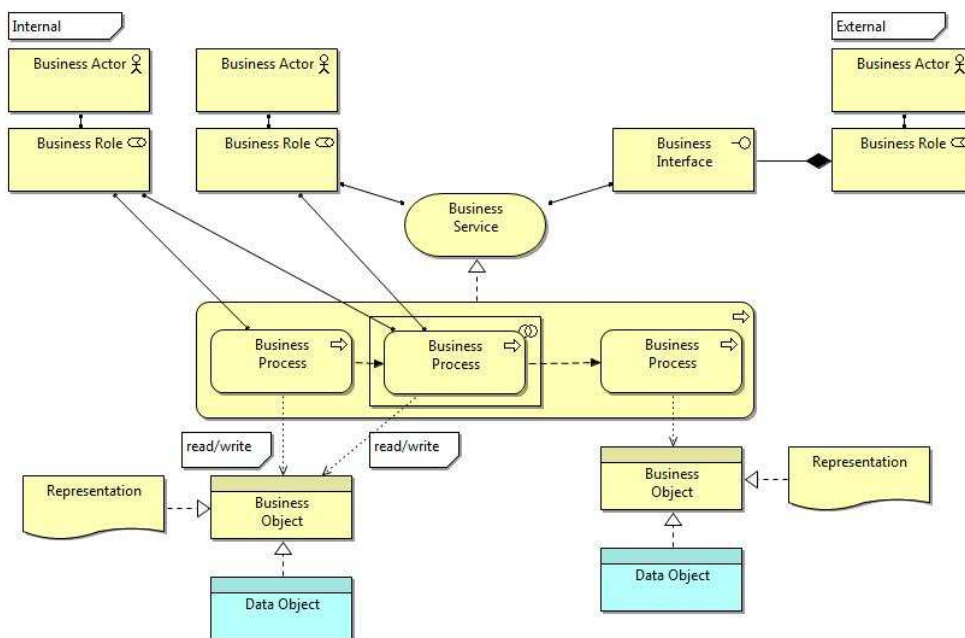 Internal
External
Business Actor
Business Actor
Business Actor
Business Role
Business Role
Business
Interface
Business Role
Business
Service
Business
Process
Business
Process
Business
Process
read/write
read/write
Representation
Business
Object
Business
Object
Representation
Data Object
Data Object